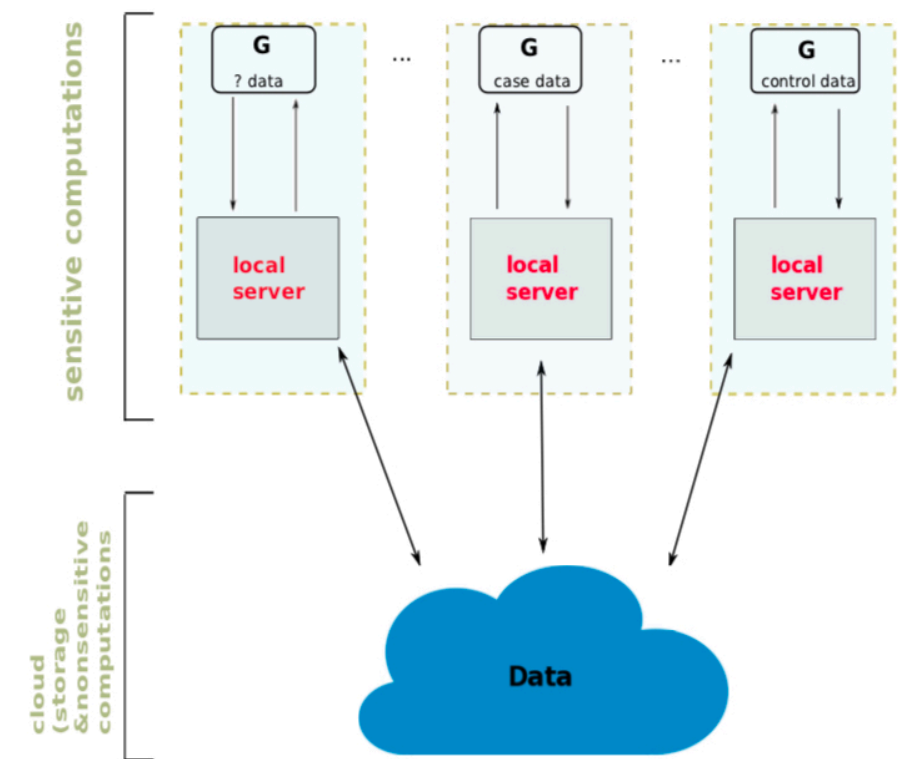 sensitive computations
G
? data
...
G
case data
...
G
control data
local
server
local
server
local
server
cloud
(storage
&nonsensitive
computations
Data